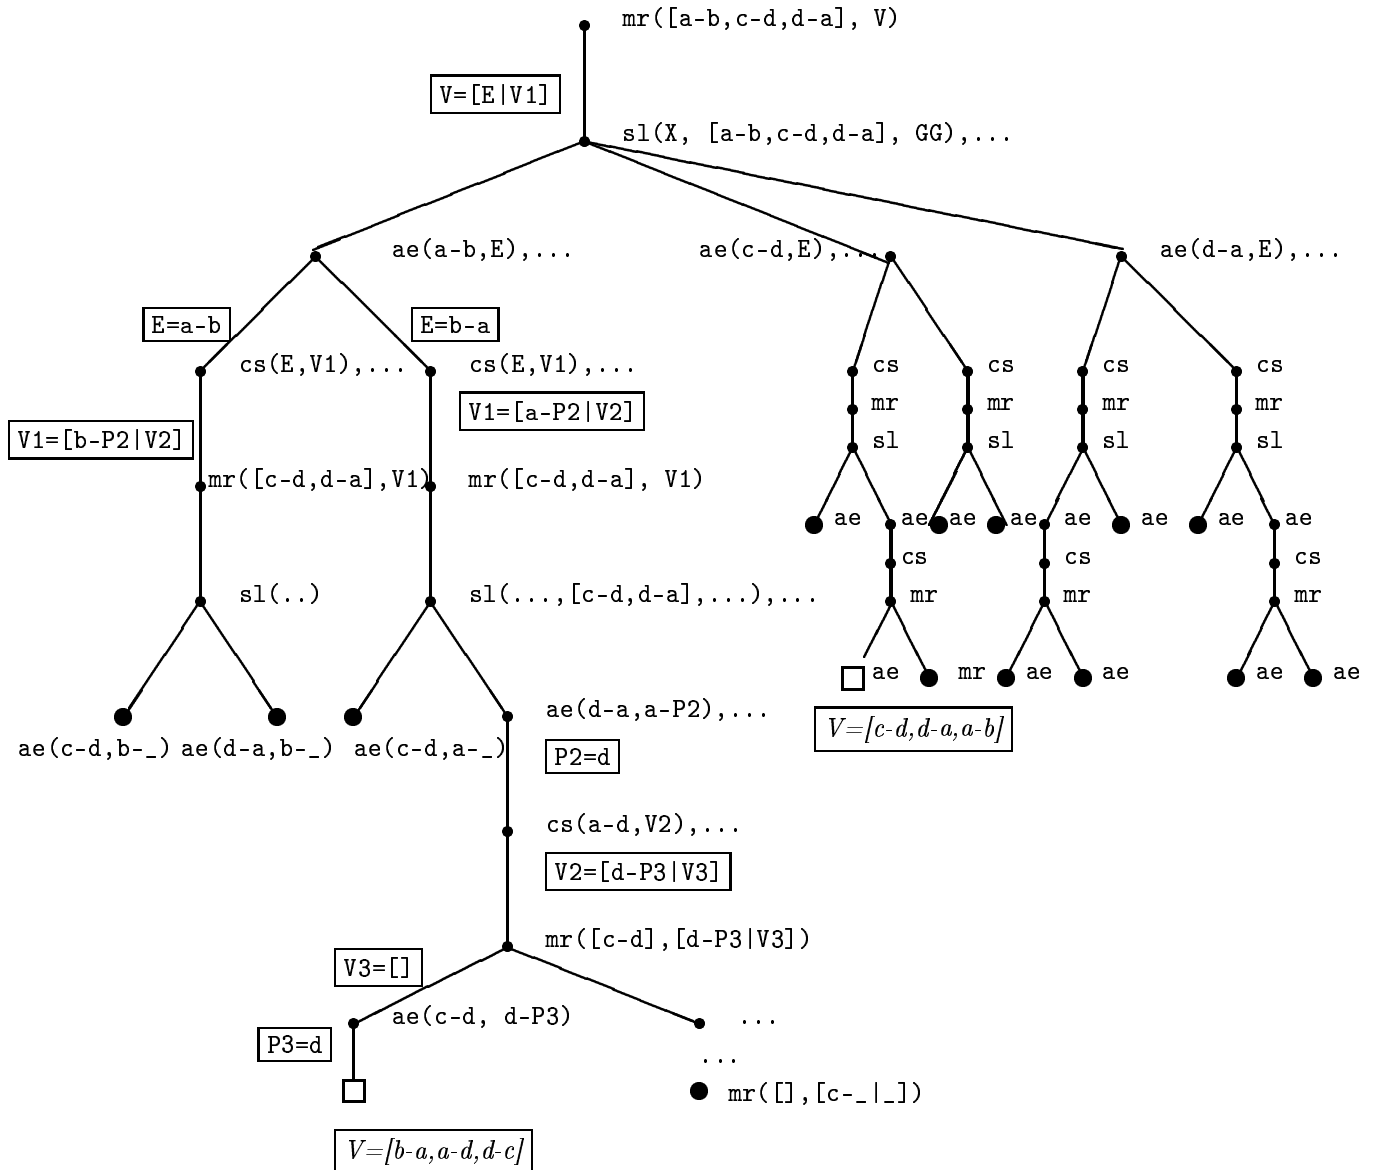 mr([a-b,c-d,d-a], V)
V=[E|V1]
sl(X, [a-b,c-d,d-a], GG),...
ae(a-b,E),... ae(c-d,E),... ae(d-a,E),...
E=a-b E=b-a
cs(E,V1),... cs(E,V1),... cs cs cs cs
V1=[a-P2|V2] mr mr mr mr
V1=[b-P2|V2] sl sl sl sl
mr([c-d,d-a],V1) mr([c-d,d-a], V1)
ae ae ae ae ae ae ae ae
cs cs cs
sl(..) sl(...,[c-d,d-a],...),... mr mr mr
ae mr ae ae ae ae
ae(d-a,a-P2),... V=[c-d,d-a,a-b]
ae(c-d,b-_) ae(d-a,b-_) ae(c-d,a-_) P2=d
cs(a-d,V2),...
V2=[d-P3|V3]
mr([c-d],[d-P3|V3])
V3=[]
ae(c-d, d-P3) ...
P3=d ...
mr([],[c-_|_])
V=[b-a,a-d,d-c]